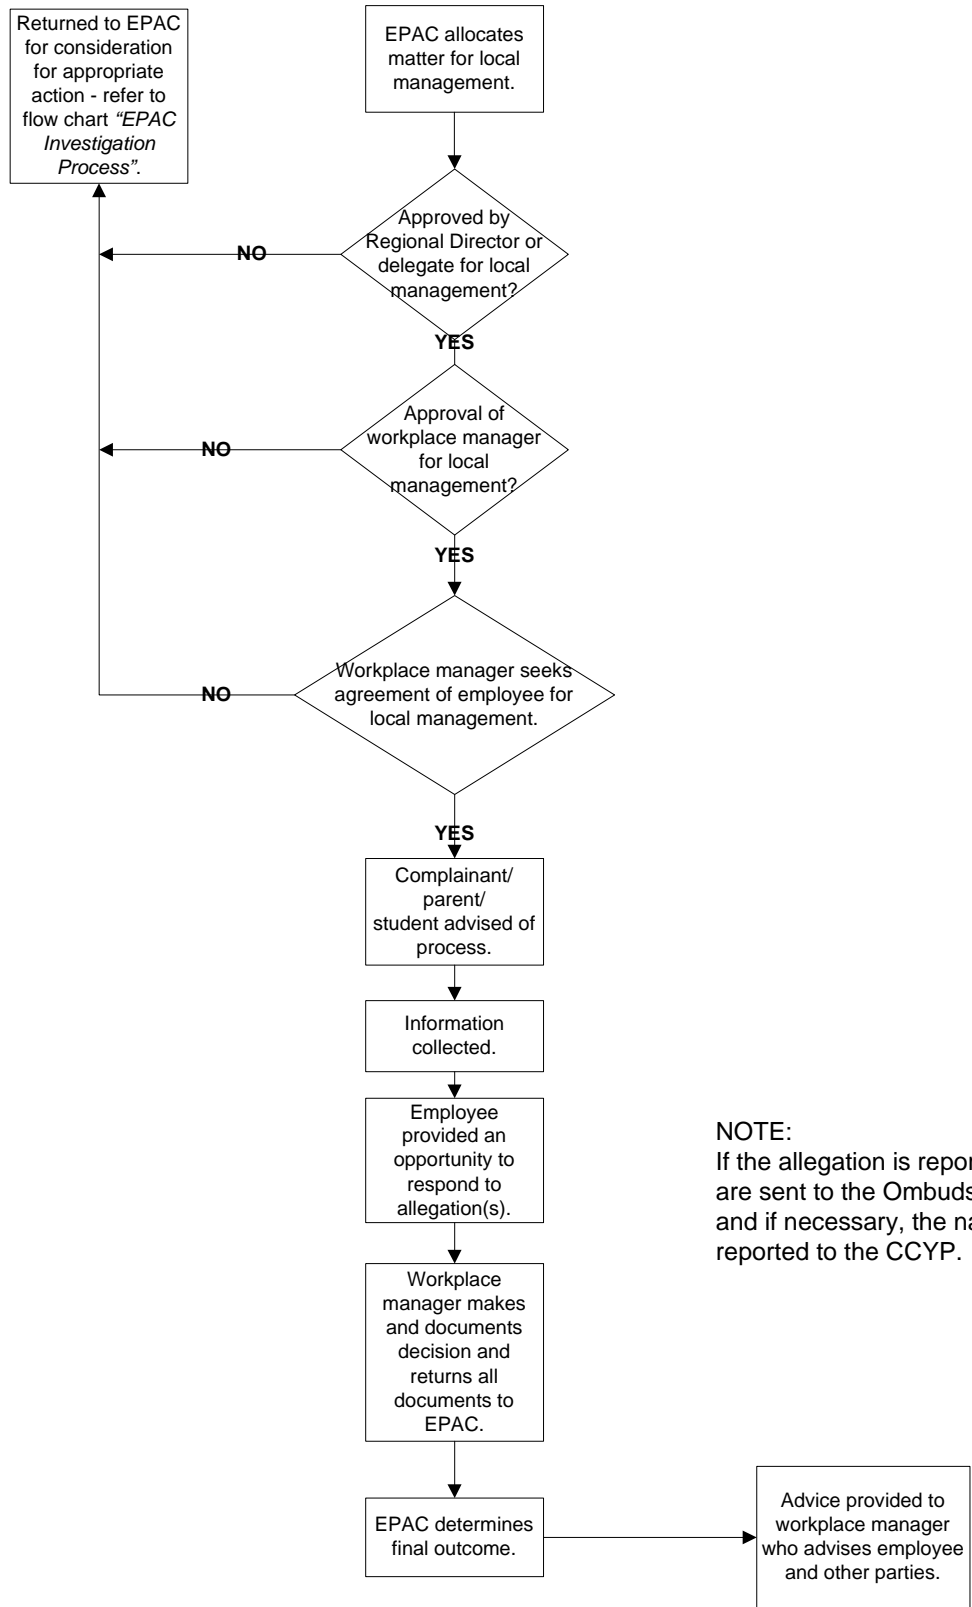 Returned to EPAC
for consideration
for appropriate
action - refer to
flow chart “EPAC
Investigation
Process”.
EPAC allocates
matter for local
management.
Approved by
Regional Director or
delegate for local
management?
NO
YES
Approval of
workplace manager
for local
management?
NO
YES
Workplace manager seeks
agreement of employee for
local management.
NO
YES
Complainant/
parent/
student advised of
process.
Information
collected.
Employee
provided an
opportunity to
respond to
allegation(s).
NOTE:
If the allegation is
are sent to the
and if necessary, the
reported to the CCYP.
Workplace
manager makes
and documents
decision and
returns all
documents to
EPAC.
EPAC determines
final outcome.
Advice provided to
workplace manager
who advises employee
and other parties.